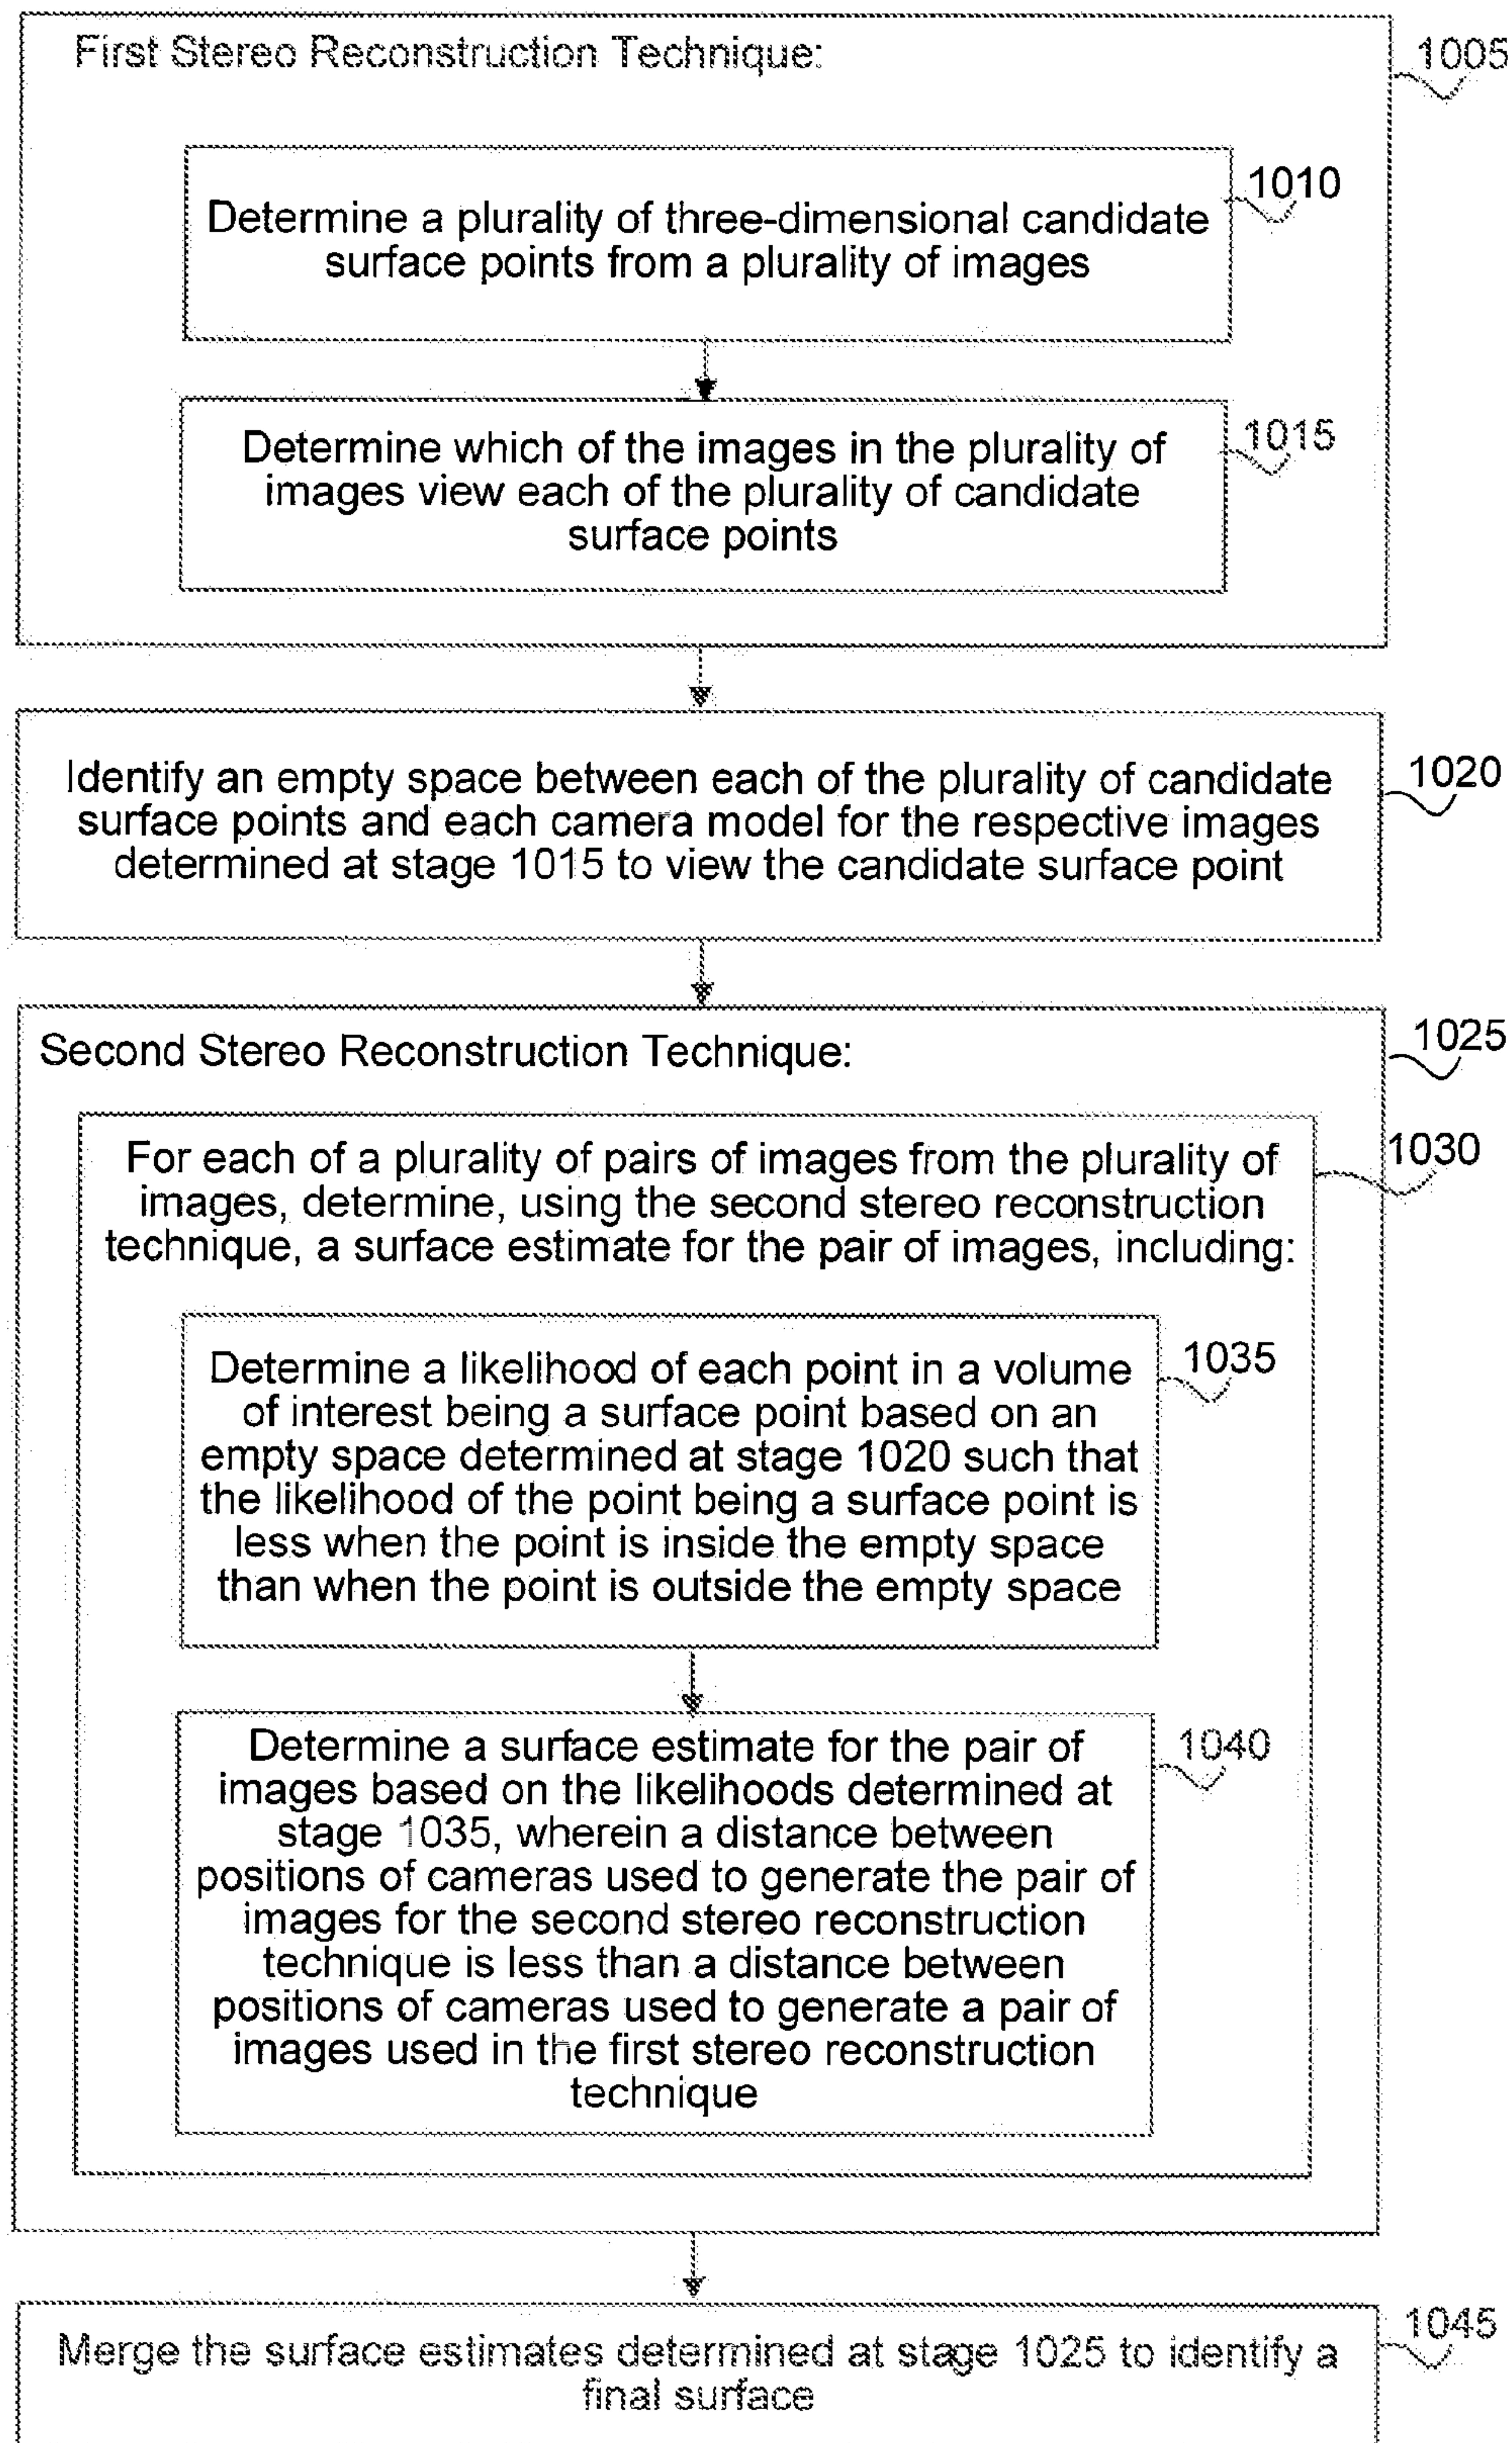 First Stereo Reconstruction Technique:
1005
1010
Determine a plurality of three-dimensional candidate
surface points from a plurality of images
1015
Determine which of the images in the plurality of
images view each of the plurality of candidate
surface points
1020
Identify an empty space between each of the plurality of candidate
surface points and each camera model for the respective images
determined at stage 1015 to view the candidate surface point
1025
Second Stereo Reconstruction Technique:
1030
For each of a plurality of pairs of images from the plurality of
images, determine, using the second stereo reconstruction
technique, a surface estimate for the pair of images, including:
1035
Determine a likelihood of each point in a volume
of interest being a surface point based on an
empty space determined at stage 1020 such that
the likelihood of the point being a surface point is
less when the point is inside the empty space
than when the point is outside the empty space
1040
Determine a surface estimate for the pair of
images based on the likelihoods determined at
stage 1035, wherein a distance between
positions of cameras used to generate the pair of
images for the second stereo reconstruction
technique is less than a distance between
positions of cameras used to generate a pair of
images used in the first stereo reconstruction
technique
1045
Merge the surface estimates determined at stage 1025 to identify a
final surface